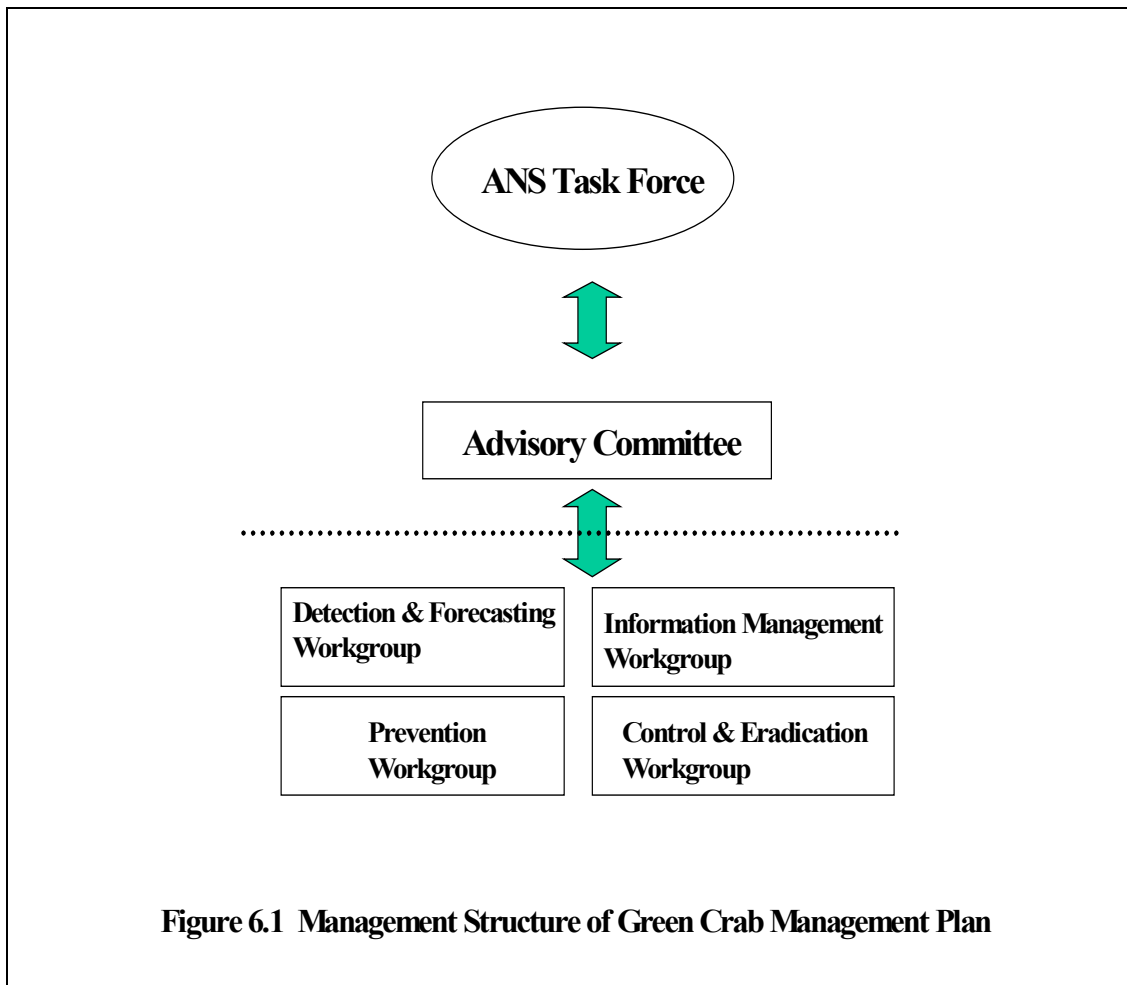 ANS Task Force
Advisory Committee
Detection & Forecasting
Workgroup
Information Management
Workgroup
Prevention
Workgroup
Control & Eradication
Workgroup
Figure 6.1 Management Structure of Green Crab Management Plan